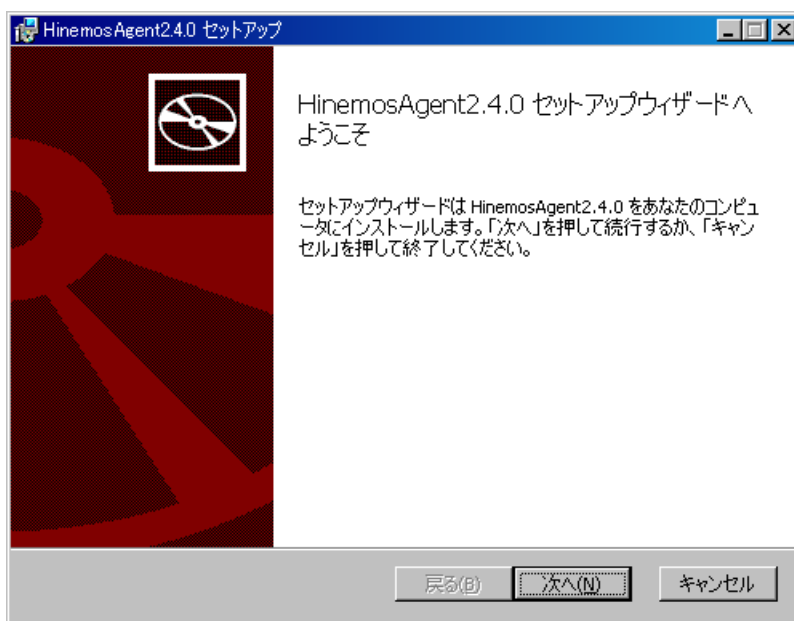 HinemosAgent2.4.0 セットアップ
HinemosAgent2.4.0 セットアップウィザードへ
ようこそ
セットアップウィザードは HinemosAgent2.4.0 をあなたのコンピュ
ータにインストールします。「次へ」を押して続行するか、「キャン
セル」を押して終了してください。
戻る(B) 次へ(N) キャンセル